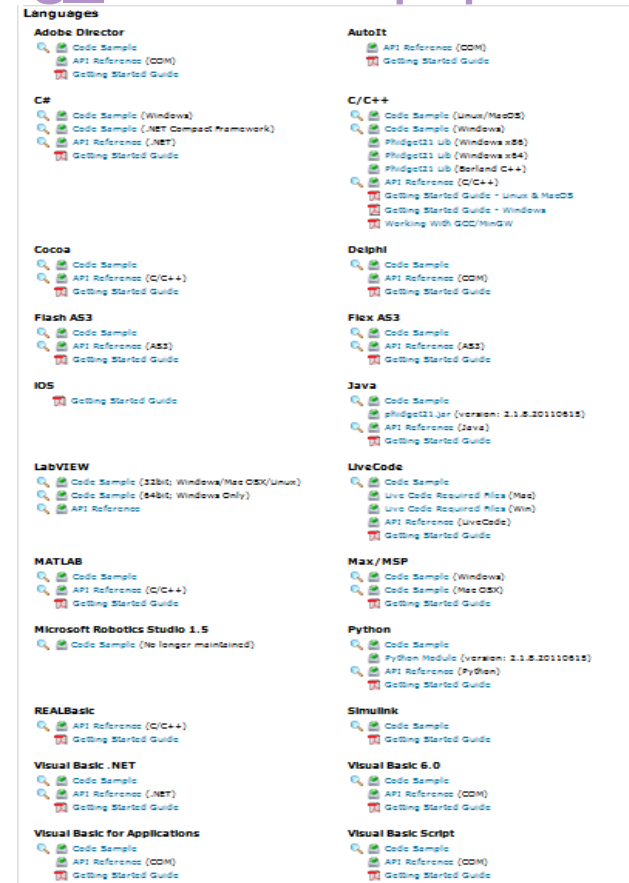 Languages
Adobe Director
Code Sample
API Reference (COM)
Getting Started Guide
AutoIt
API Reference (COM)
Getting Started Guide
C#
Code Sample (Windows)
Code Sample (.NET Compact Framework)
API Reference (.NET)
Getting Started Guide
C/C++
Code Sample (Linux/MacOS)
Code Sample (Windows)
Phidget21 Lib (Windows x86)
Phidget21 Lib (Windows x64)
Phidget21 Lib (Borland C++)
API Reference (C/C++)
Getting Started Guide - Linux & MacOS
Getting Started Guide - Windows
Working With GCC/MinGW
Cocoa
Code Sample
API Reference (C/C++)
Getting Started Guide
Delphi
Code Sample
API Reference (COM)
Getting Started Guide
Flash AS3
Code Sample
API Reference (AS3)
Getting Started Guide
Flex AS3
Code Sample
API Reference (AS3)
Getting Started Guide
iOS
Getting Started Guide
Java
Code Sample
phidget21.jar (version: 2.1.8.20110615)
API Reference (Java)
Getting Started Guide
LabVIEW
Code Sample (32bit; Windows/Mac OSX/Linux)
Code Sample (64bit; Windows Only)
API Reference
LiveCode
Code Sample
Live Code Required Files (Mac)
Live Code Required Files (Win)
API Reference (LiveCode)
Getting Started Guide
MATLAB
Code Sample
API Reference (C/C++)
Getting Started Guide
Max/MSP
Code Sample (Windows)
Code Sample (Mac OSX)
Getting Started Guide
Microsoft Robotics Studio 1.5
Code Sample (No longer maintained)
Python
Code Sample
Python Module (version: 2.1.8.20110615)
API Reference (Python)
Getting Started Guide
REALBasic
API Reference (C/C++)
Getting Started Guide
Simulink
Code Sample
Getting Started Guide
Visual Basic .NET
Code Sample
API Reference (.NET)
Getting Started Guide
Visual Basic 6.0
Code Sample
API Reference (COM)
Getting Started Guide
Visual Basic for Applications
Code Sample
API Reference (COM)
Getting Started Guide
Visual Basic Script
Code Sample
API Reference (COM)
Getting Started Guide